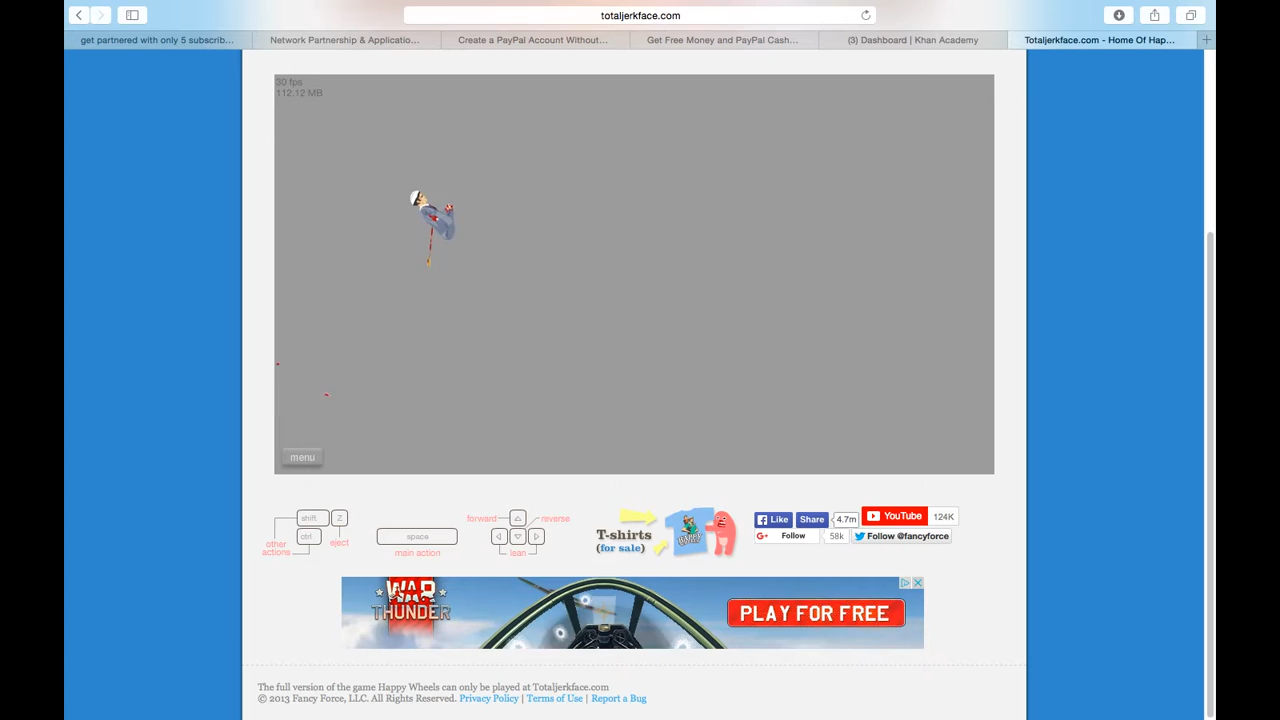 totaljerkface.com
get partnered with only 5 subscrib...
Network Partnership & Applicatio...
Create a PayPal Account Without...
Get Free Money and PayPal Cash...
(3) Dashboard | Khan Academy
Totaljerkface.com - Home Of Hap...
30 fps
112.12 MB
menu
shift
Z
ctrl
other
actions
eject
space
main action
forward
reverse
lean
T-shirts
(for sale)
Like
Share
4.7m
YouTube
124K
Follow
58k
Follow @fancyforce
WAR
THUNDER
PLAY FOR FREE
The full version of the game Happy Wheels can only be played at Totaljerkface.com
© 2013 Fancy Force, LLC. All Rights Reserved. Privacy Policy | Terms of Use | Report a Bug